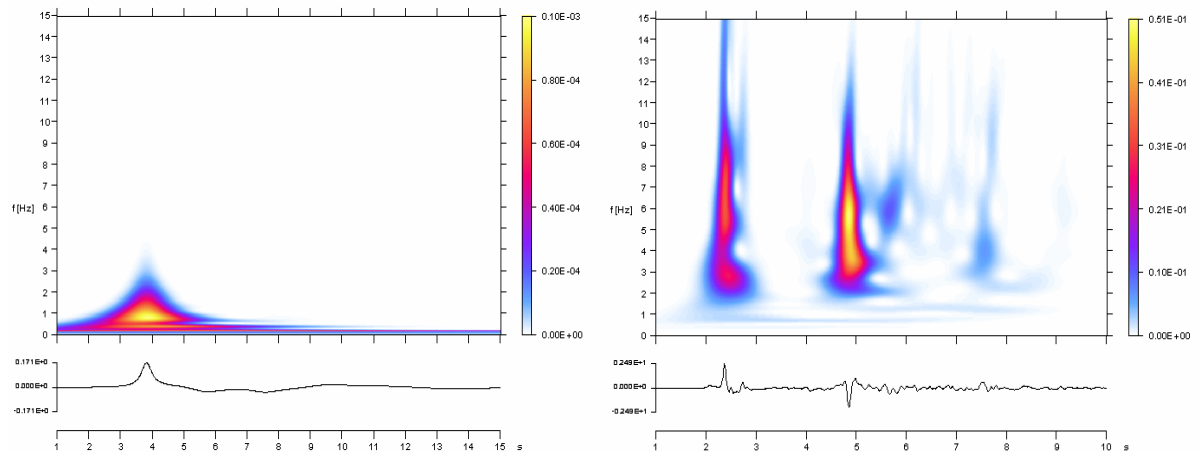 15
14
13
12
11
10
9
8
7
f[Hz]
6
5
4
3
2
1
0
0.10E-03
0.80E-04
0.60E-04
0.40E-04
0.20E-04
0.00E+00
0.171E+0
0.000E+0
-0.171E+0
1 2 3 4 5 6 7 8 9 10 11 12 13 14 15 s
15
14
13
12
11
10
9
8
7
f[Hz]
6
5
4
3
2
1
0
0.51E-01
0.41E-01
0.31E-01
0.21E-01
0.10E-01
0.00E+00
0.249E+1
0.000E+0
-0.249E+1
1 2 3 4 5 6 7 8 9 10 s